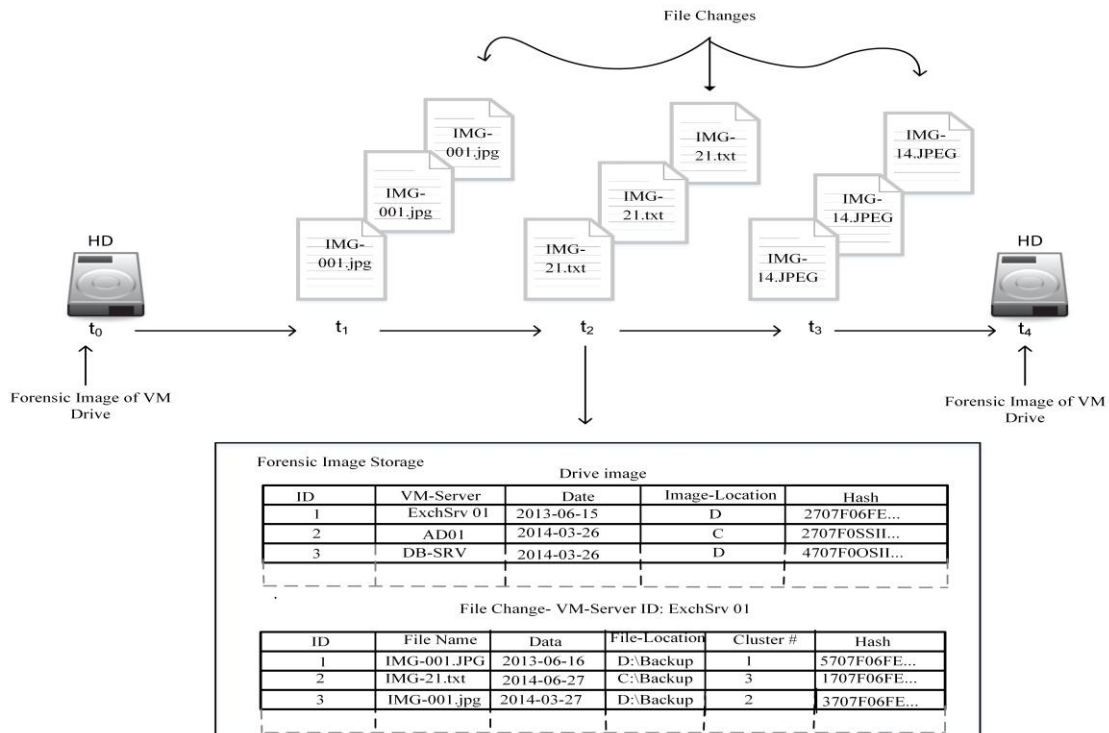 File Changes
IMG-
001.jpg
IMG-
001.jpg
IMG-
001.jpg
IMG-
21.txt
IMG-
21.txt
IMG-
21.txt
IMG-
14.JPEG
IMG-
14.JPEG
IMG-
14.JPEG
HD
HD
t₀
t₁
t₂
t₃
t₄
Forensic Image of VM
Drive
Forensic Image of VM
Drive
Forensic Image Storage
Drive image
ID VM-Server Date Image-Location Hash
1 ExchSrv 01 2013-06-15 D 2707F06FE...
2 AD01 2014-03-26 C 2707F0SSII...
3 DB-SRV 2014-03-26 D 4707F0OSII...
File Change- VM-Server ID: ExchSrv 01
ID File Name Data File-Location Cluster # Hash
1 IMG-001.JPG 2013-06-16 D:\Backup 1 5707F06FE...
2 IMG-21.txt 2014-06-27 C:\Backup 3 1707F06FE...
3 IMG-001.jpg 2014-03-27 D:\Backup 2 3707F06FE...